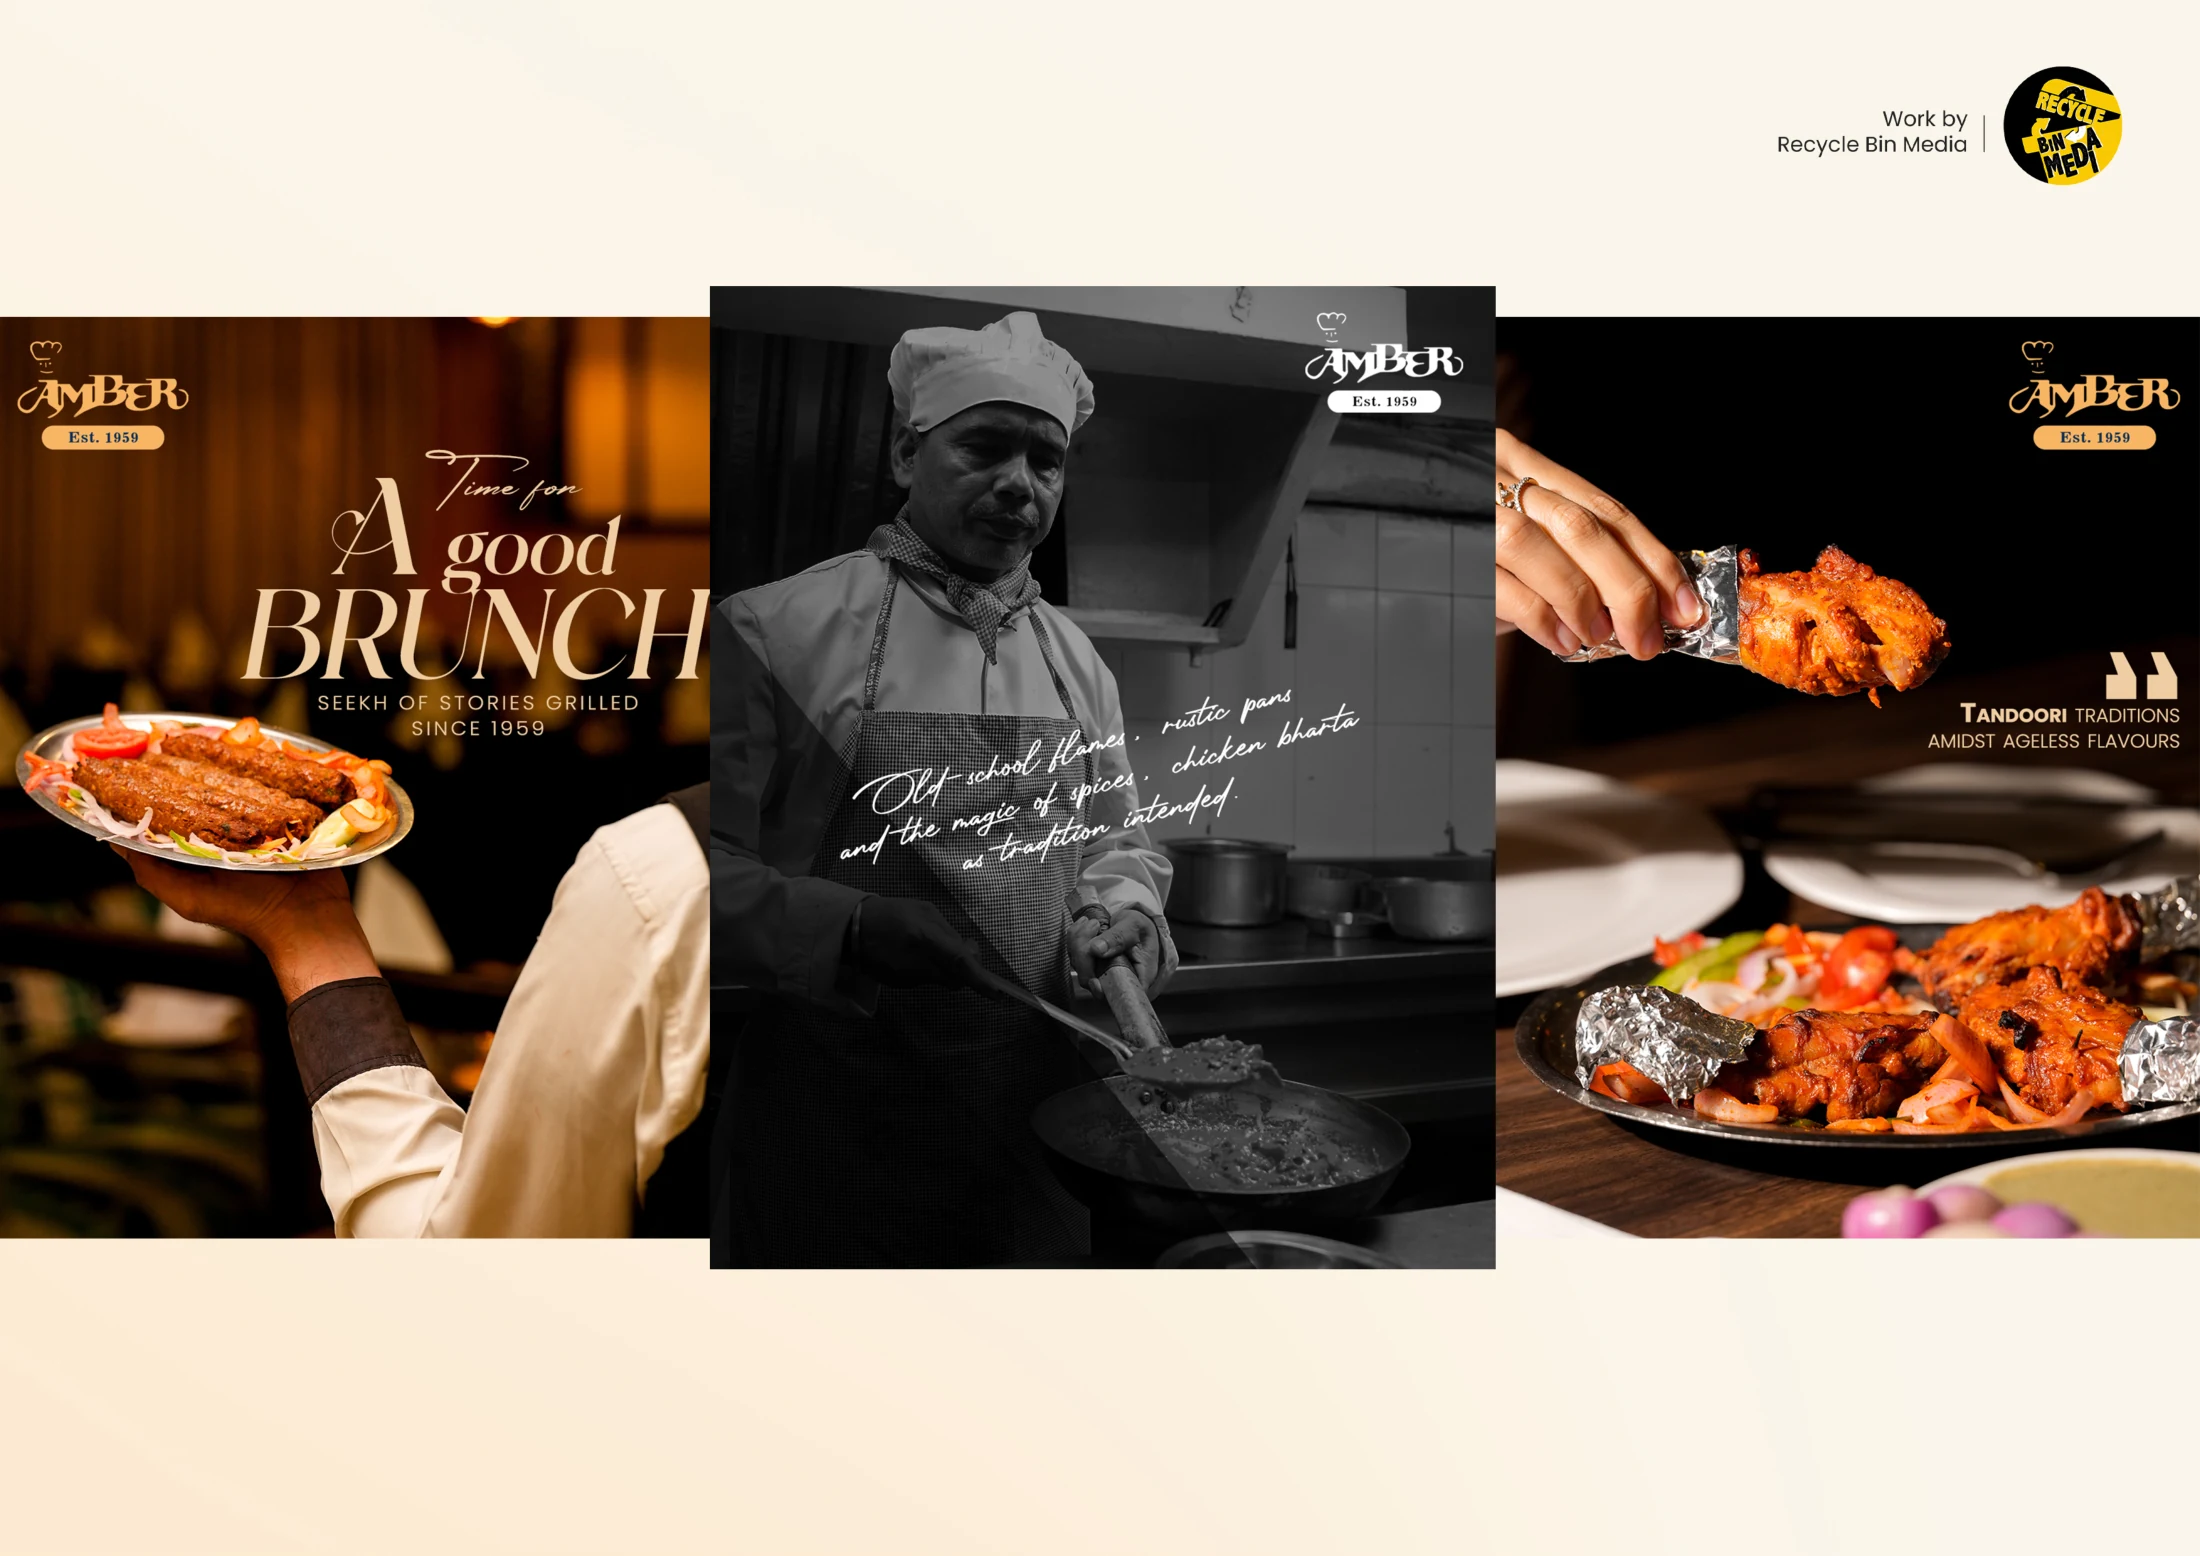 Work by
Recycle Bin Media
RECYCLE
BIN
MEDIA
AMBER
Est. 1959
Time for
A good
BRUNCH
SEEKH OF STORIES GRILLED
SINCE 1959
AMBER
Est. 1959
Old school flames, rustic pans
and the magic of spices, chicken bharta
as tradition intended.
AMBER
Est. 1959
❝
TANDOORI TRADITIONS
AMIDST AGELESS FLAVOURS